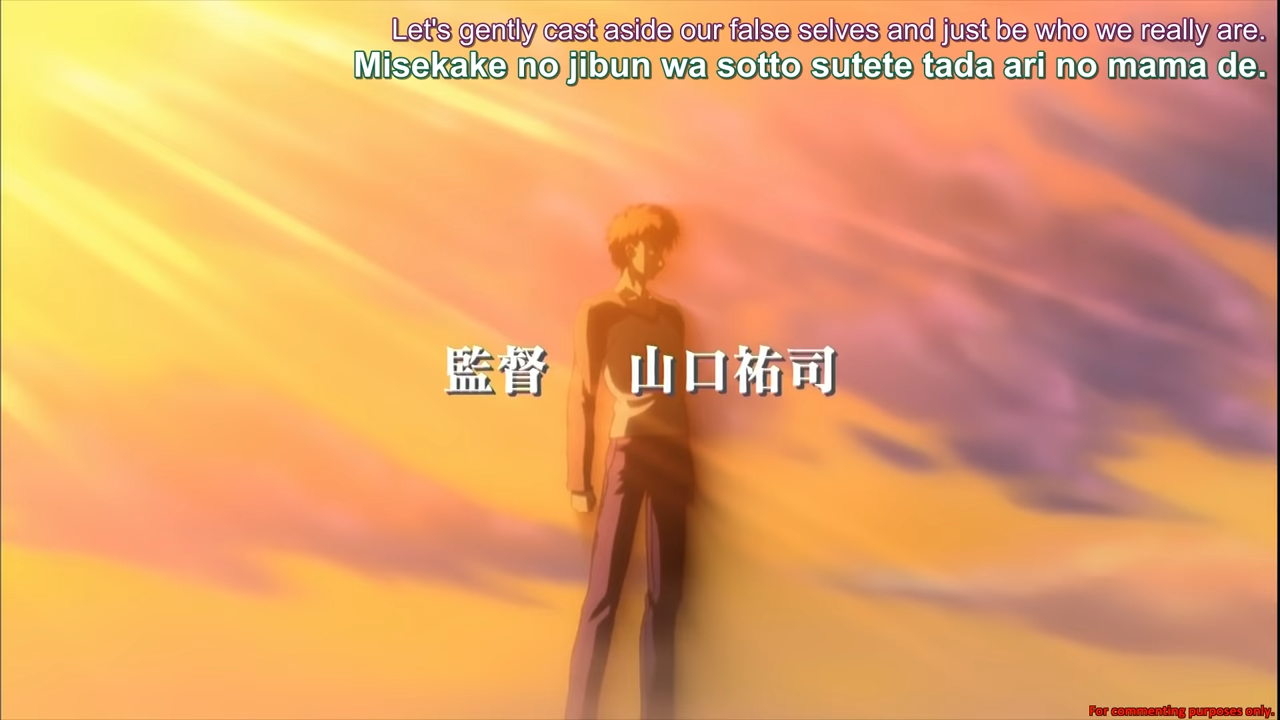 Let's gently cast aside our false selves and just be who we really are.
Misekake no jibun wa sotto sutete tada ari no mama de.
監督 山口祐司
For commenting purposes only.